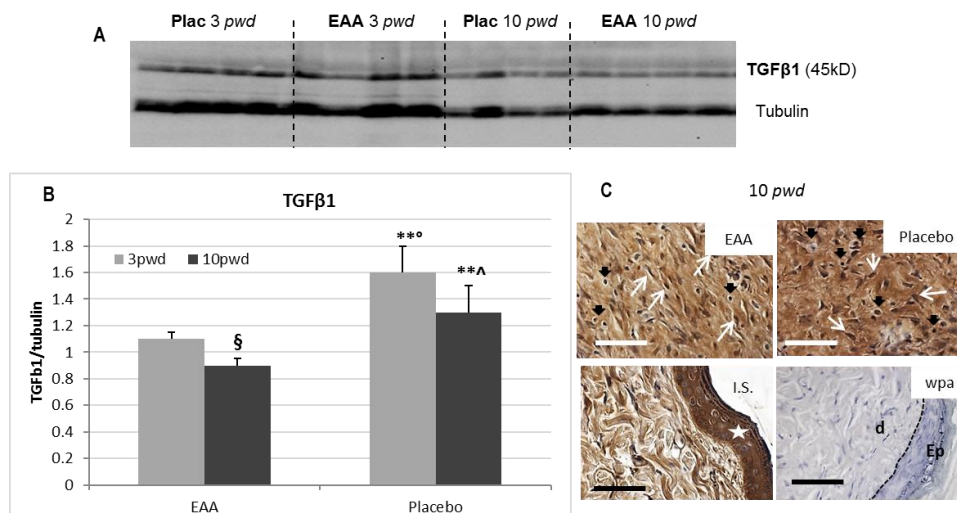 A
Plac 3 pwd
EAA 3 pwd
Plac 10 pwd
EAA 10 pwd
TGFβ1 (45kD)
Tubulin
B
TGFβ1
TGFb1/tubulin
2
1.8
1.6
1.4
1.2
1
0.8
0.6
0.4
0.2
0
3pwd
10pwd
§
**°
**^
EAA
Placebo
C
10 pwd
EAA
Placebo
I.S.
wpa
d
Ep